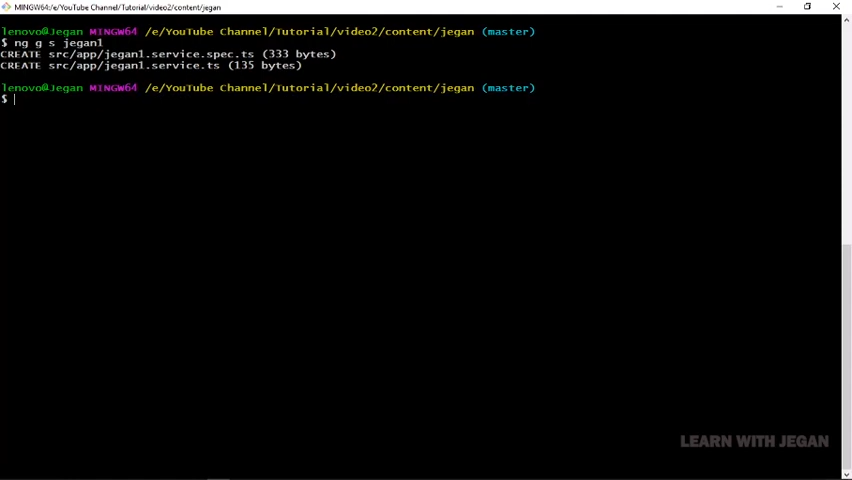 MINGW64:/e/YouTube Channel/Tutorial/video2/content/jegan
lenovo@Jegan MINGW64 /e/YouTube Channel/Tutorial/video2/content/jegan (master)
$ ng g s jegan1
CREATE src/app/jegan1.service.spec.ts (333 bytes)
CREATE src/app/jegan1.service.ts (135 bytes)
lenovo@Jegan MINGW64 /e/YouTube Channel/Tutorial/video2/content/jegan (master)
$
LEARN WITH JEGAN